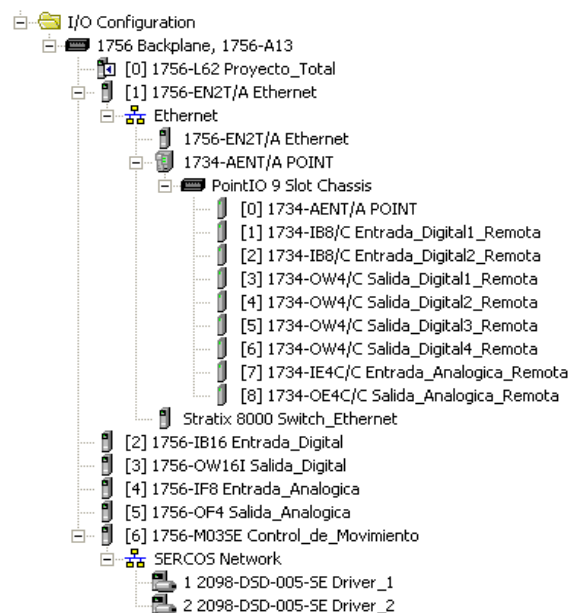 I/O Configuration
1756 Backplane, 1756-A13
[0] 1756-L62 Proyecto_Total
[1] 1756-EN2T/A Ethernet
Ethernet
1756-EN2T/A Ethernet
1734-AENT/A POINT
PointIO 9 Slot Chassis
[0] 1734-AENT/A POINT
[1] 1734-IB8/C Entrada_Digital1_Remota
[2] 1734-IB8/C Entrada_Digital2_Remota
[3] 1734-OW4/C Salida_Digital1_Remota
[4] 1734-OW4/C Salida_Digital2_Remota
[5] 1734-OW4/C Salida_Digital3_Remota
[6] 1734-OW4/C Salida_Digital4_Remota
[7] 1734-IE4C/C Entrada_Analogica_Remota
[8] 1734-OE4C/C Salida_Analogica_Remota
Stratix 8000 Switch_Ethernet
[2] 1756-IB16 Entrada_Digital
[3] 1756-OW16I Salida_Digital
[4] 1756-IF8 Entrada_Analogica
[5] 1756-OF4 Salida_Analogica
[6] 1756-M03SE Control_de_Movimiento
SERCOS Network
1 2098-DSD-005-SE Driver_1
2 2098-DSD-005-SE Driver_2